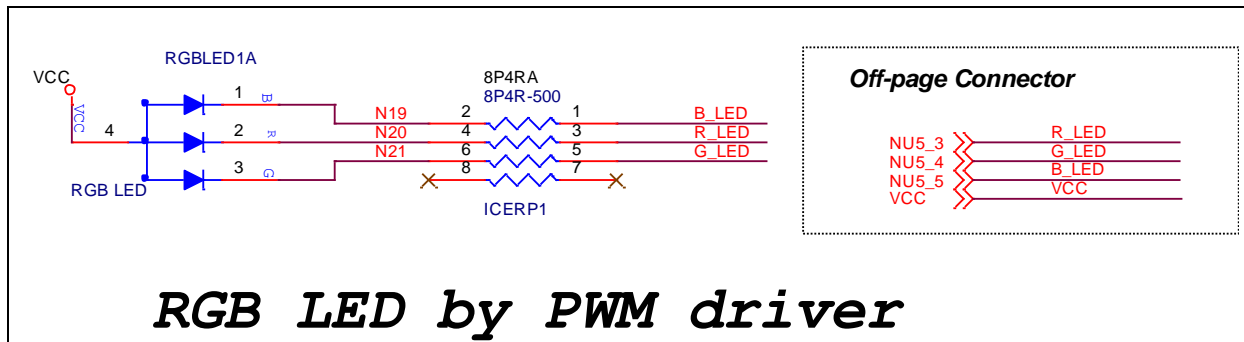 RGBLED1A
VCC
VCC
4
1 B
2 R
3 G
RGB LED
8P4RA
8P4R-500
N19 2 1 B_LED
N20 4 3 R_LED
N21 6 5 G_LED
8 7
ICERP1
Off-page Connector
NU5_3 R_LED
NU5_4 G_LED
NU5_5 B_LED
VCC VCC
RGB LED by PWM driver